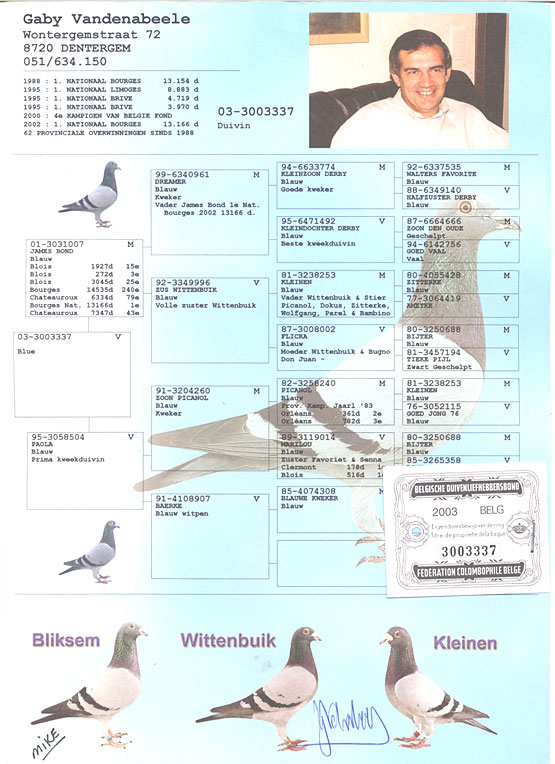 Gaby Vandenabeele
Wontergemstraat 72
8720 DENTERGEM
051/634.150
1988 : 1. NATIONAAL BOURGES 13.154 d
1995 : 1. NATIONAAL LIMOGES 8.883 d
1995 : 1. NATIONAAL BRIVE 4.719 d
1995 : 1. NATIONAAL BRIVE 3.970 d
2000 : 4e KAMPIOEN VAN BELGIE FOND
2002 : 1. NATIONAAL BOURGES 13.166 d
62 PROVINCIALE OVERWINNINGEN SINDS 1988
03-3003337
Duivin
01-3031007 M
JAMES BOND
Blauw
Blois 1927d 15e
Blois 272d 3e
Blois 3045d 25e
Bourges 14535d 240e
Chateauroux 6334d 79e
Bourges Nat. 13166d 1e
Chateauroux 7347d 43e
03-3003337 V
Blue
95-3058504 V
PAOLA
Blauw
Prima kweekduivin
99-6340961 M
DREAMER
Blauw
Kweker
Vader James Bond 1e Nat.
Bourges 2002 13166 d.
92-3349996 V
ZUS WITTENBUIK
Blauw
Volle zuster Wittenbuik
91-3204260 M
ZOON PICANOL
Blauw
Kweker
91-4108907 V
BAERKE
Blauw witpen
94-6633774 M
KLEINZOON DERBY
Blauw
Goede kweker
95-6471492 V
KLEINDOCHTER DERBY
Blauw
Beste kweekduivin
81-3238253 M
KLEINEN
Blauw
Vader Wittenbuik & Stier
Picanol, Dokus, Zitterke,
Wolfgang, Parel & Bambino
87-3008002 V
FLICKA
Blauw
Moeder Wittenbuik & Bugno
Don Juan -
82-3258240 M
PICANOL
Blauw
Prov. Kamp. Jaarl '83
Orléans 361d 2e
Orléans 782d 3e
89-3119014 V
MARILOU
Blauw
Zuster Favoriet & Senna
Clermont 178d 1
Blois 516d 1
85-4074308 M
BLAUWE KWEKER
Blauw
92-6337535 M
WALTERS FAVORITE
Blauw
88-6349140 V
HALFZUSTER DERBY
Blauw
87-6664666 M
ZOON DEN OUDE
Geschelpt
94-6142756 V
GOED VAAL
Vaal
80-4055428 M
ZITTERKE
Blauw
77-3064419 V
AMEYKE
80-3250688 M
BIJTER
Blauw
81-3457194 V
TIEKE PIJL
Zwart Geschelpt
81-3238253 M
KLEINEN
Blauw
76-3052115 V
GOED JONG 76
Blauw
80-3250688 M
BIJTER
Blauw
85-3265358 V
BELGISCHE DUIVENLIEFHEBBERSBOND
2003 BELG
Eigendomsbewijs van de ring
Titre de propriété de la bague
3003337
FEDERATION COLOMBOPHILE BELGE
Bliksem
Wittenbuik
Kleinen
MIKE